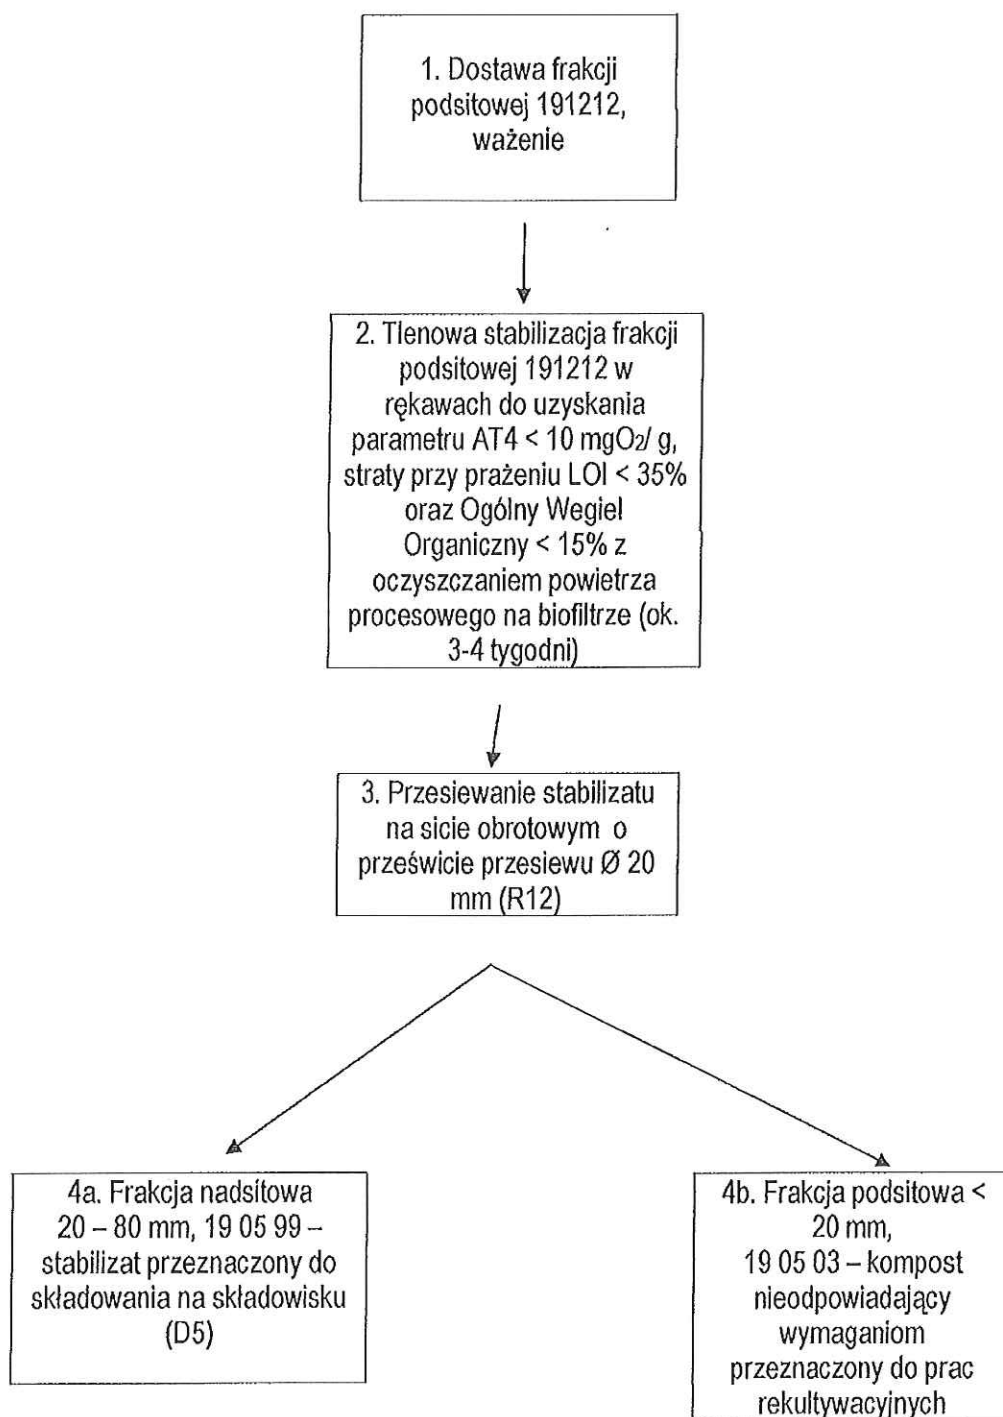 1. Dostawa frakcji
podsitowej 191212,
ważenie
2. Tlenowa stabilizacja frakcji
podsitowej 191212 w
rękawach do uzyskania
parametru AT4 < 10 mgO2/ g,
straty przy prażeniu LOI < 35%
oraz Ogólny Wegiel
Organiczny < 15% z
oczyszczaniem powietrza
procesowego na biofiltrze (ok.
3-4 tygodni)
3. Przesiewanie stabilizatu
na sicie obrotowym o
prześwicie przesiewu Ø 20
mm (R12)
4a. Frakcja nadsitowa
20 – 80 mm, 19 05 99 –
stabilizat przeznaczony do
składowania na składowisku
(D5)
4b. Frakcja podsitowa <
20 mm,
19 05 03 – kompost
nieodpowiadający
wymaganiom
przeznaczony do prac
rekultywacyjnych